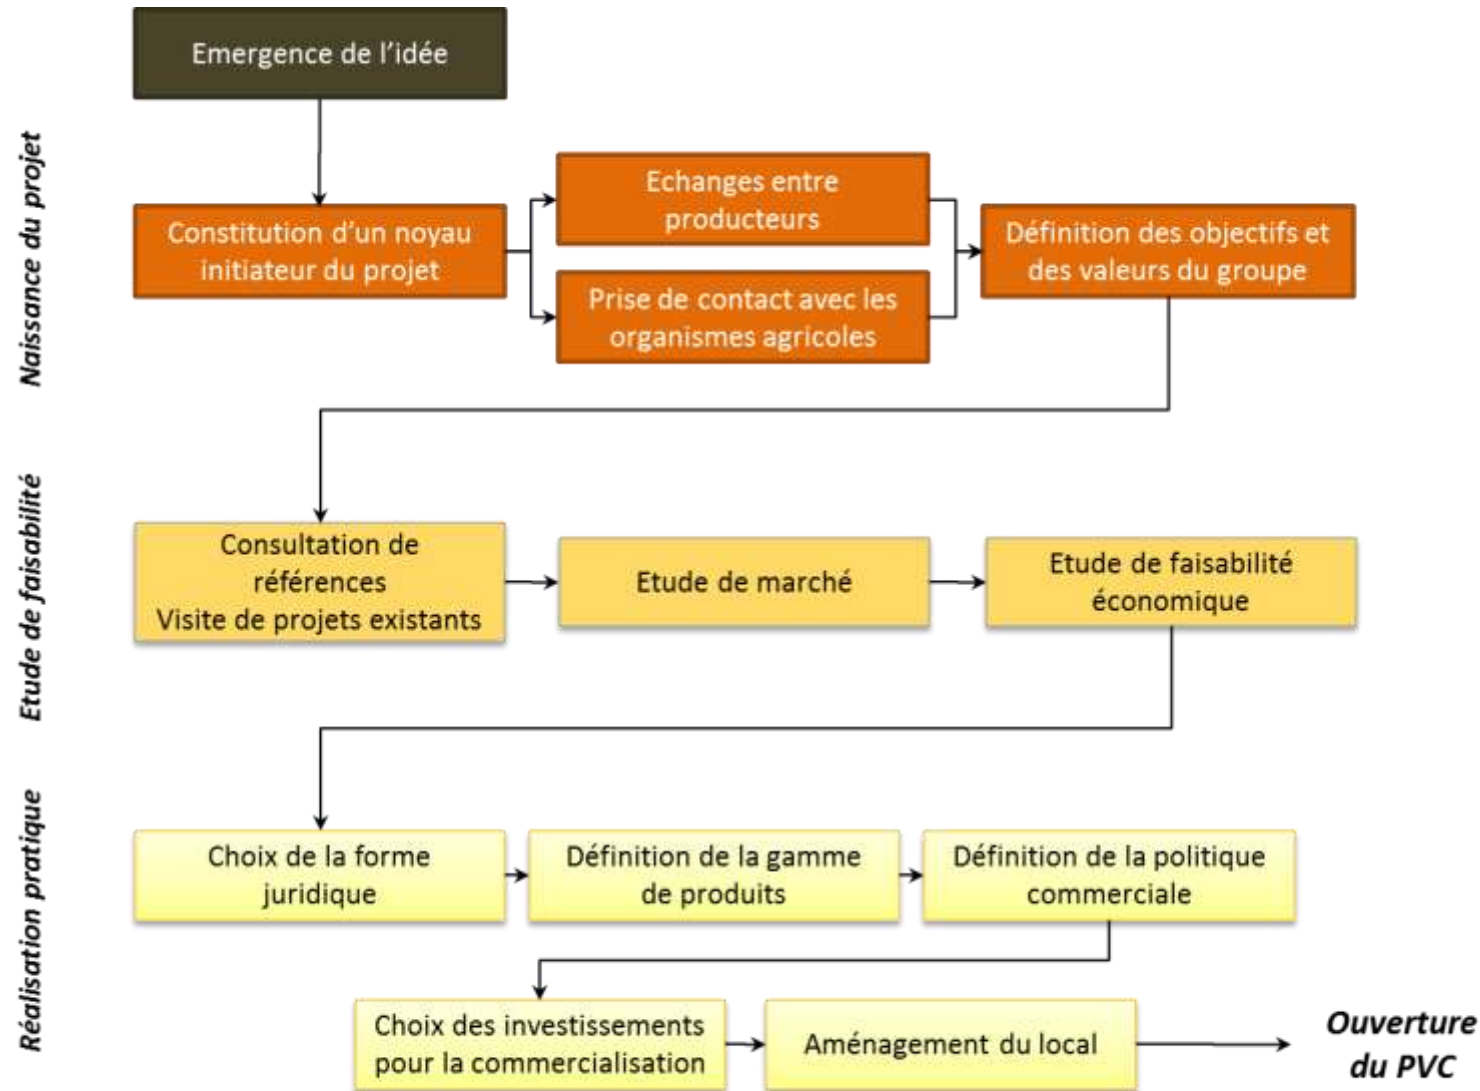 Emergence de l'idée
Naissance du projet
Constitution d'un noyau
initiateur du projet
Echanges entre
producteurs
Prise de contact avec les
organismes agricoles
Définition des objectifs et
des valeurs du groupe
Etude de faisabilité
Consultation de
références
Visite de projets existants
Etude de marché
Etude de faisabilité
économique
Réalisation pratique
Choix de la forme
juridique
Définition de la gamme
de produits
Définition de la politique
commerciale
Choix des investissements
pour la commercialisation
Aménagement du local
Ouverture
du PVC